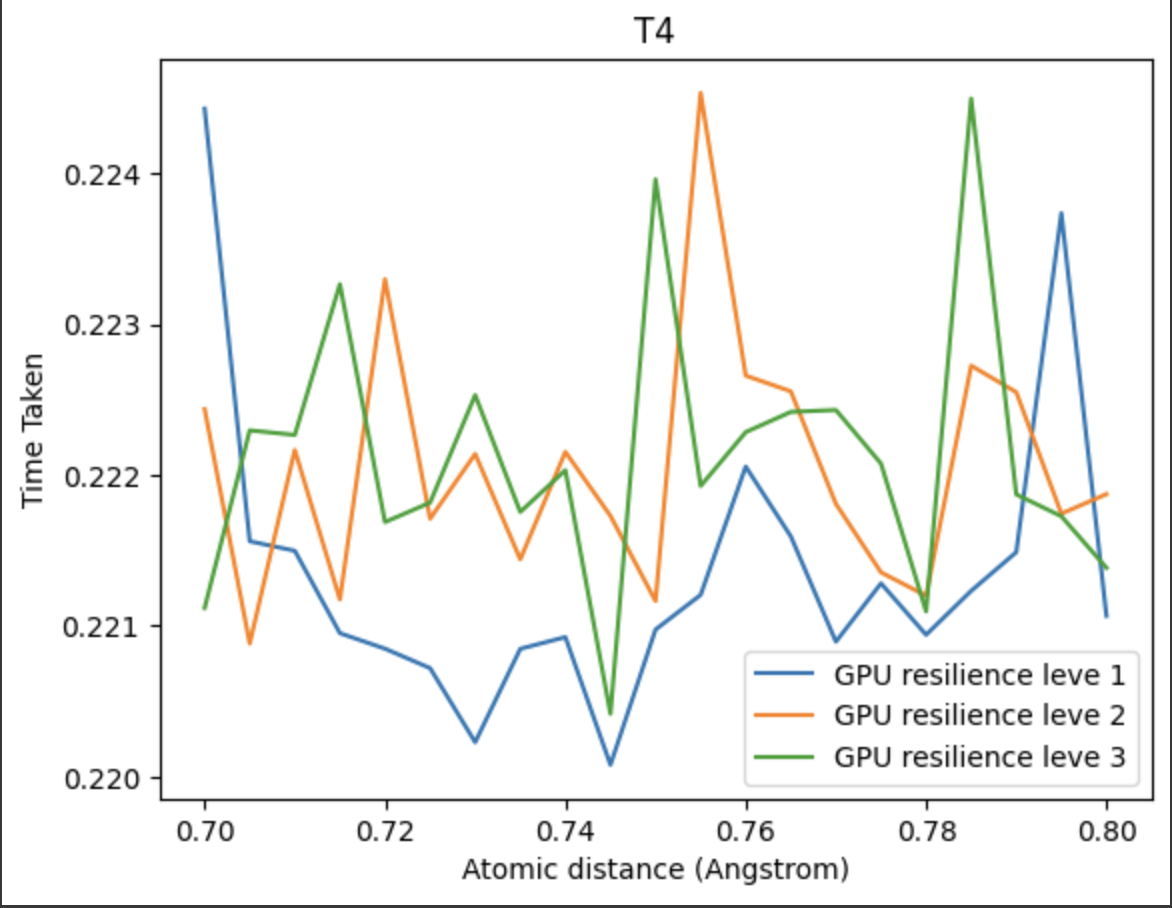 T4
0.224
0.223
0.222
0.221
0.220
Time Taken
GPU resilience leve 1
GPU resilience leve 2
GPU resilience leve 3
0.70 0.72 0.74 0.76 0.78 0.80
Atomic distance (Angstrom)